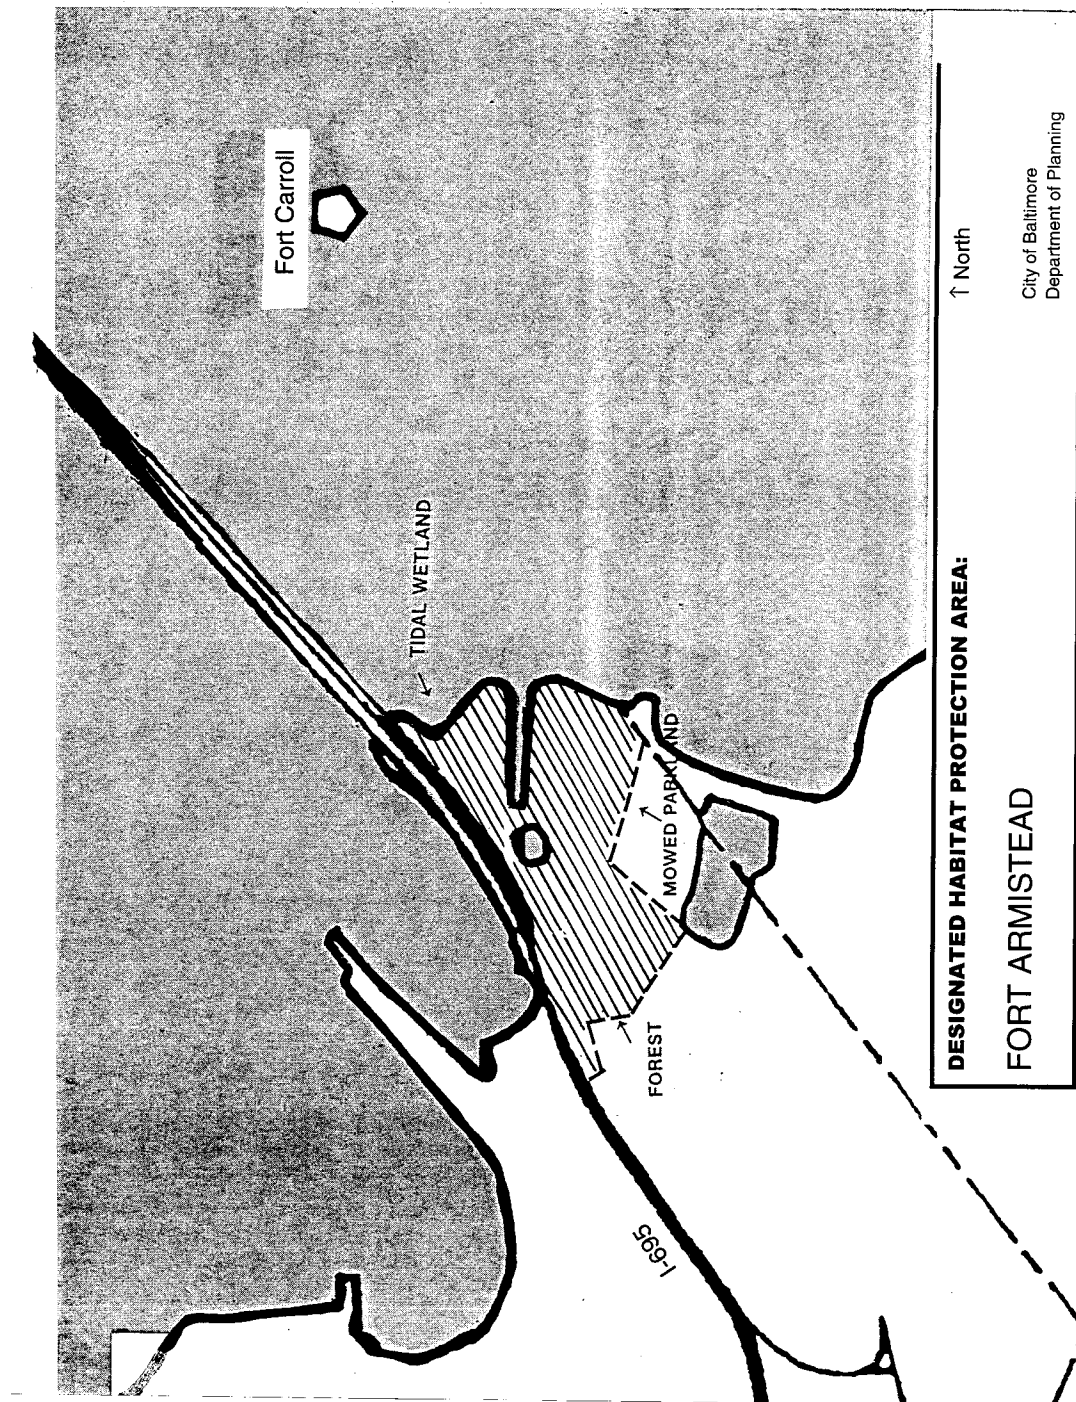 Fort Carroll
TIDAL WETLAND
MOWED PARKLAND
FOREST
I-695
DESIGNATED HABITAT PROTECTION AREA:
FORT ARMISTEAD
↑ North
City of Baltimore
Department of Planning